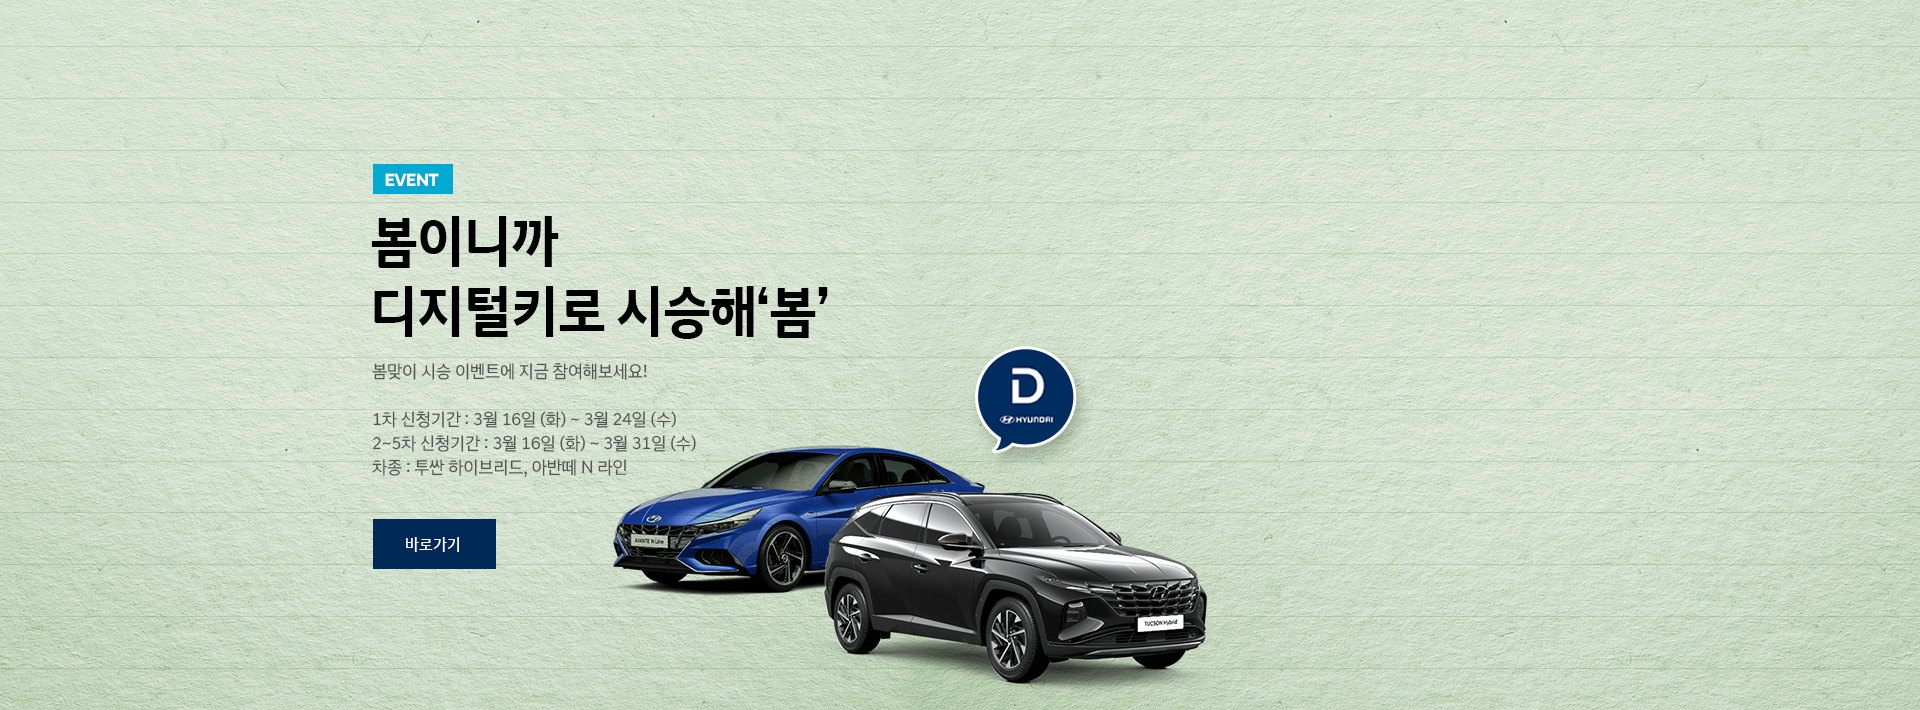 EVENT
봄이니까
디지털키로 시승해‘봄’
봄맞이 시승 이벤트에 지금 참여해보세요!
1차 신청기간 : 3월 16일 (화) ~ 3월 24일 (수)
2~5차 신청기간 : 3월 16일 (화) ~ 3월 31일 (수)
차종 : 투싼 하이브리드, 아반떼 N 라인
바로가기
D
HYUNDAI
AVANTE N Line
TUCSON Hybrid